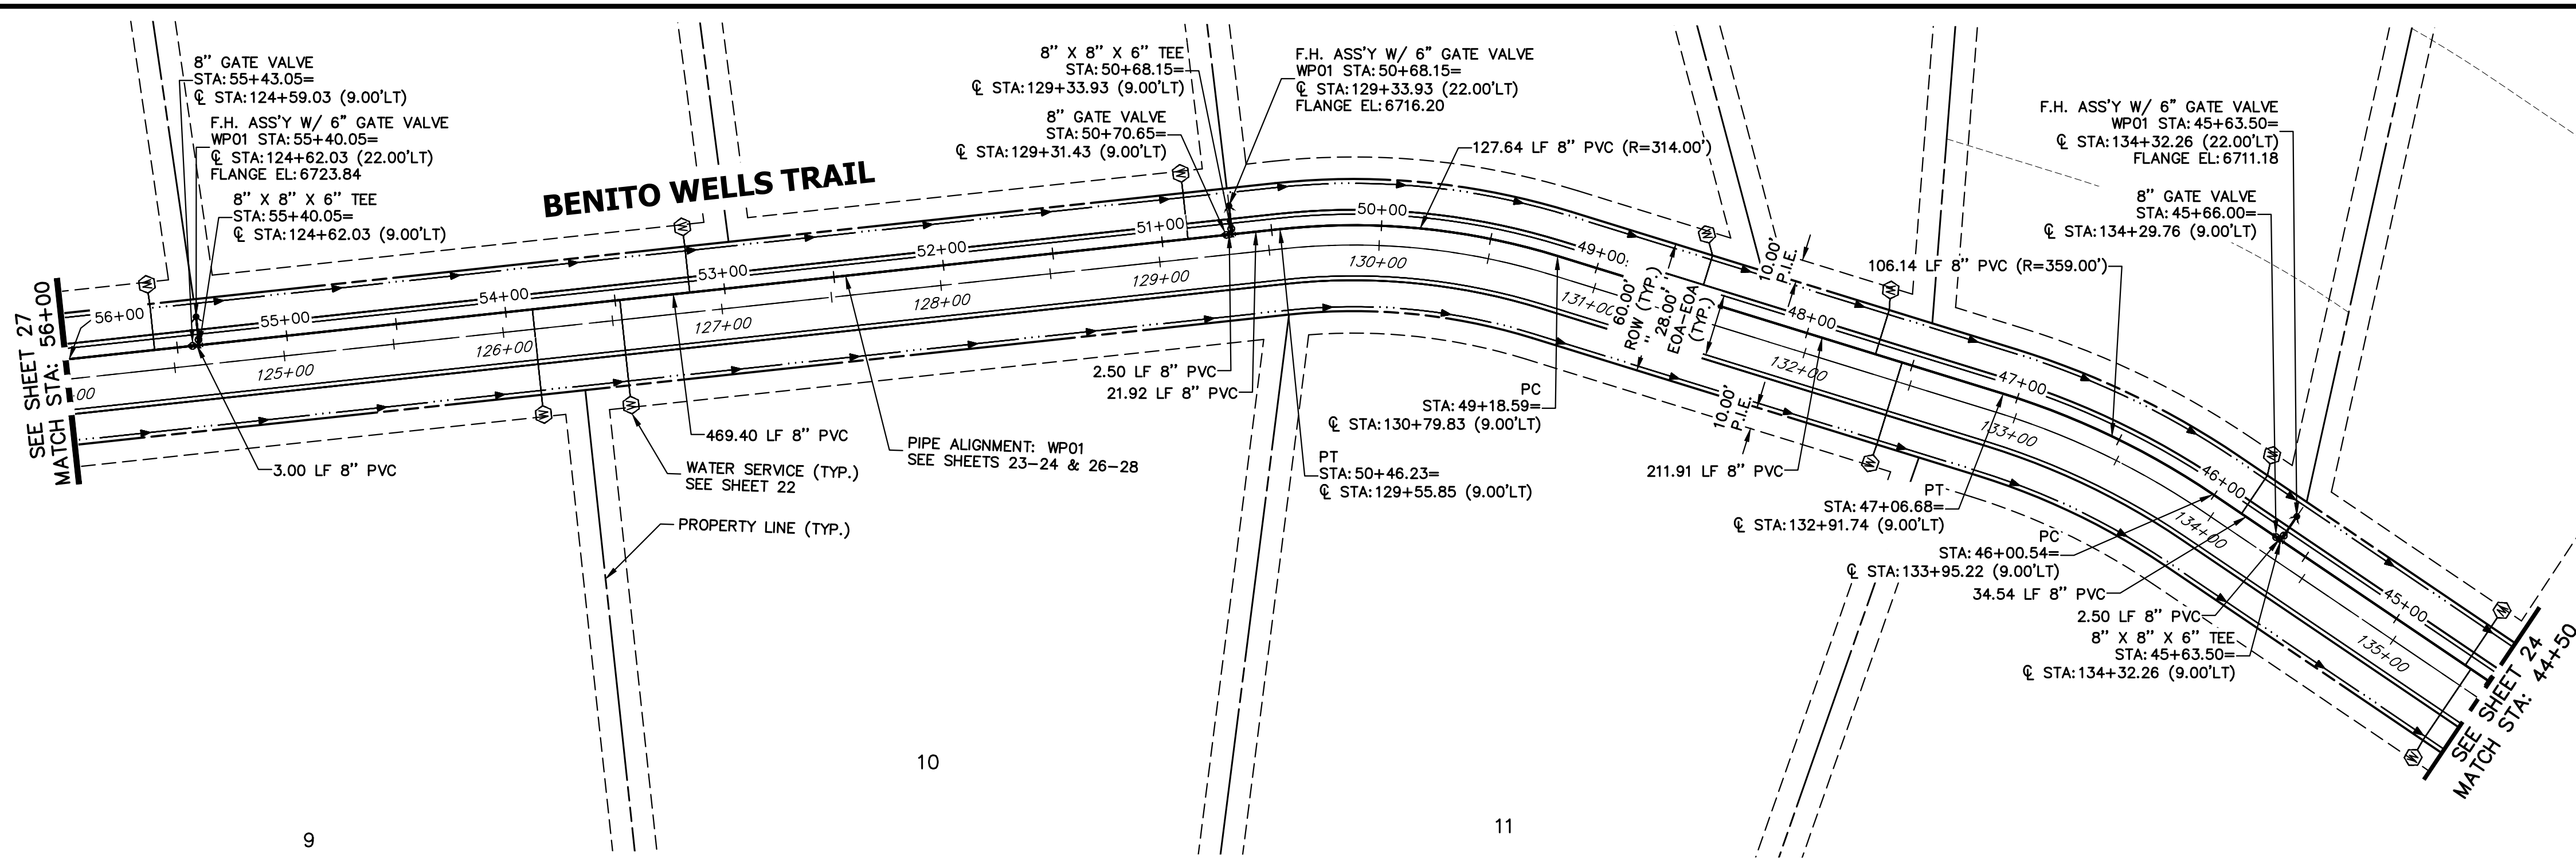 8" GATE VALVE
STA: 55+43.05=
℄ STA: 124+59.03 (9.00'LT)
F.H. ASS'Y W/ 6" GATE VALVE
WP01 STA: 55+40.05=
℄ STA: 124+62.03 (22.00'LT)
FLANGE EL: 6723.84
8" X 8" X 6" TEE
STA: 55+40.05=
℄ STA: 124+62.03 (9.00'LT)
BENITO WELLS TRAIL
8" X 8" X 6" TEE
STA: 50+68.15=
℄ STA: 129+33.93 (9.00'LT)
8" GATE VALVE
STA: 50+70.65=
℄ STA: 129+31.43 (9.00'LT)
F.H. ASS'Y W/ 6" GATE VALVE
WP01 STA: 50+68.15=
℄ STA: 129+33.93 (22.00'LT)
FLANGE EL: 6716.20
127.64 LF 8" PVC (R=314.00')
F.H. ASS'Y W/ 6" GATE VALVE
WP01 STA: 45+63.50=
℄ STA: 134+32.26 (22.00'LT)
FLANGE EL: 6711.18
8" GATE VALVE
STA: 45+66.00=
℄ STA: 134+29.76 (9.00'LT)
106.14 LF 8" PVC (R=359.00')
SEE SHEET 27
MATCH STA: 56+00
56+00
55+00
54+00
53+00
52+00
51+00
50+00
49+00
48+00
47+00
46+00
45+00
+00
125+00
126+00
127+00
128+00
129+00
130+00
131+00
132+00
133+00
134+00
135+00
W
W
W
W
W
W
W
W
W
W
W
W
60.00'
ROW (TYP.)
28.00'
EOA-EOA
(TYP.)
10.00'
P.I.E.
10.00'
P.I.E.
3.00 LF 8" PVC
469.40 LF 8" PVC
WATER SERVICE (TYP.)
SEE SHEET 22
PROPERTY LINE (TYP.)
PIPE ALIGNMENT: WP01
SEE SHEETS 23-24 & 26-28
2.50 LF 8" PVC
21.92 LF 8" PVC
PC
STA: 49+18.59=
℄ STA: 130+79.83 (9.00'LT)
PT
STA: 50+46.23=
℄ STA: 129+55.85 (9.00'LT)
211.91 LF 8" PVC
PT
STA: 47+06.68=
℄ STA: 132+91.74 (9.00'LT)
PC
STA: 46+00.54=
℄ STA: 133+95.22 (9.00'LT)
34.54 LF 8" PVC
2.50 LF 8" PVC
8" X 8" X 6" TEE
STA: 45+63.50=
℄ STA: 134+32.26 (9.00'LT)
SEE SHEET 24
MATCH STA: 44+50
9
10
11